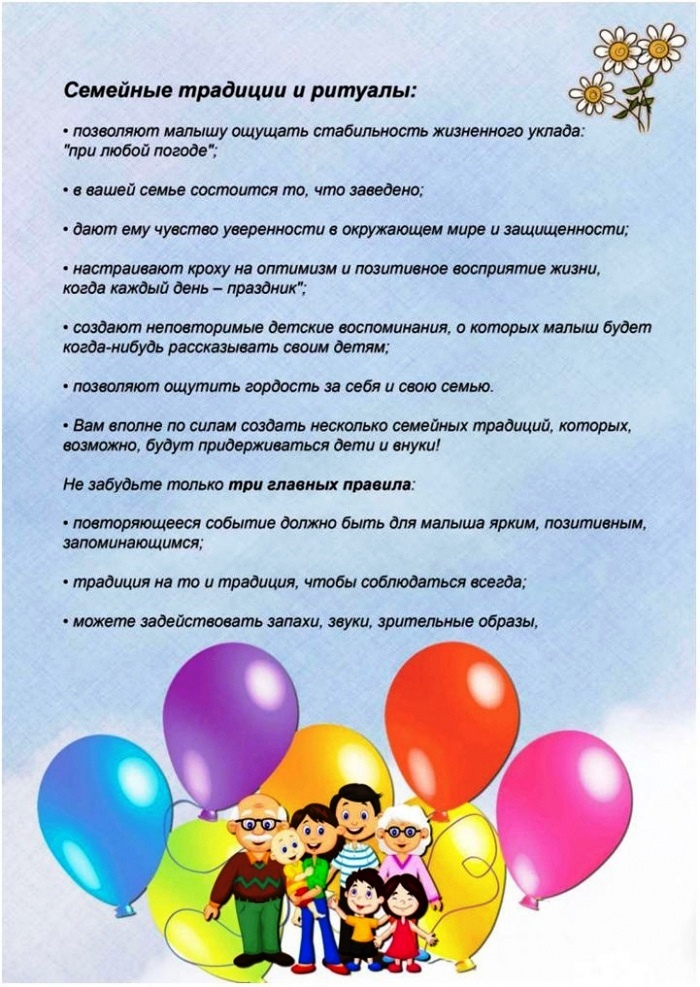 Семейные традиции и ритуалы:
• позволяют малышу ощущать стабильность жизненного уклада:
"при любой погоде";
• в вашей семье состоится то, что заведено;
• дают ему чувство уверенности в окружающем мире и защищенности;
• настраивают кроху на оптимизм и позитивное восприятие жизни,
когда каждый день – праздник";
• создают неповторимые детские воспоминания, о которых малыш будет
когда-нибудь рассказывать своим детям;
• позволяют ощутить гордость за себя и свою семью.
• Вам вполне по силам создать несколько семейных традиций, которых,
возможно, будут придерживаться дети и внуки!
Не забудьте только три главных правила:
• повторяющееся событие должно быть для малыша ярким, позитивным,
запоминающимся;
• традиция на то и традиция, чтобы соблюдаться всегда;
• можете задействовать запахи, звуки, зрительные образы,